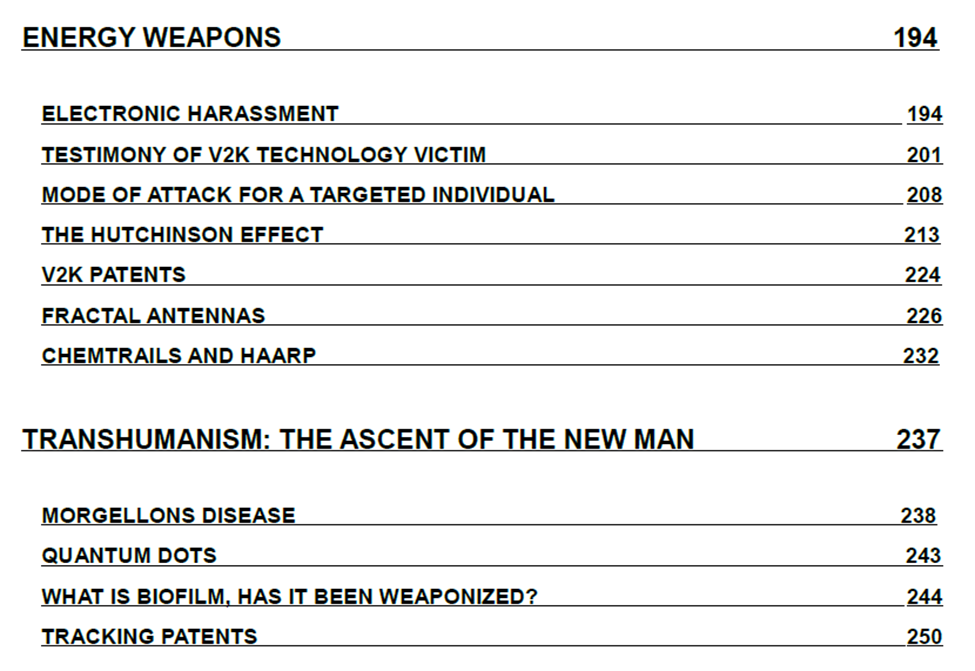 ENERGY WEAPONS 194
ELECTRONIC HARASSMENT 194
TESTIMONY OF V2K TECHNOLOGY VICTIM 201
MODE OF ATTACK FOR A TARGETED INDIVIDUAL 208
THE HUTCHINSON EFFECT 213
V2K PATENTS 224
FRACTAL ANTENNAS 226
CHEMTRAILS AND HAARP 232
TRANSHUMANISM: THE ASCENT OF THE NEW MAN 237
MORGELLONS DISEASE 238
QUANTUM DOTS 243
WHAT IS BIOFILM, HAS IT BEEN WEAPONIZED? 244
TRACKING PATENTS 250